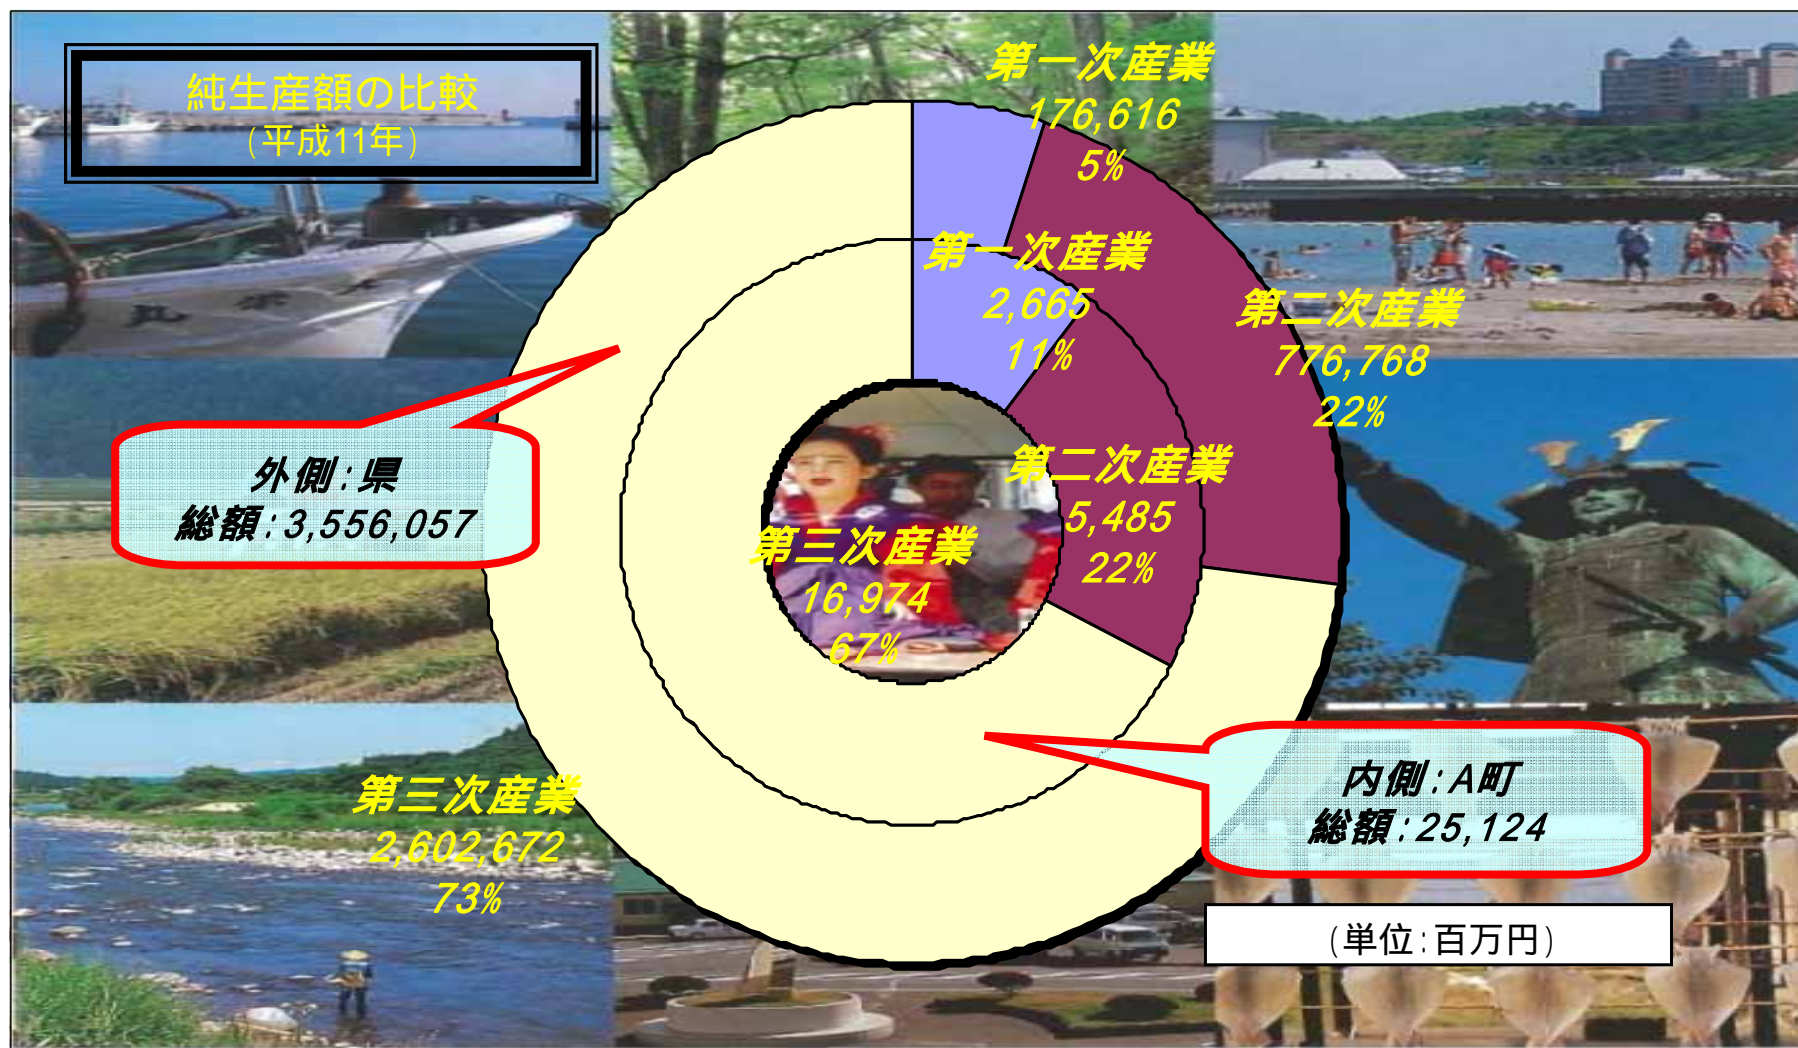 純生産額の比較
(平成11年)
第一次産業
176,616
5%
第一次産業
2,665
11%
第二次産業
776,768
22%
外側:県
総額:3,556,057
第二次産業
5,485
22%
第三次産業
16,974
67%
内側:A町
総額:25,124
第三次産業
2,602,672
73%
(単位:百万円)